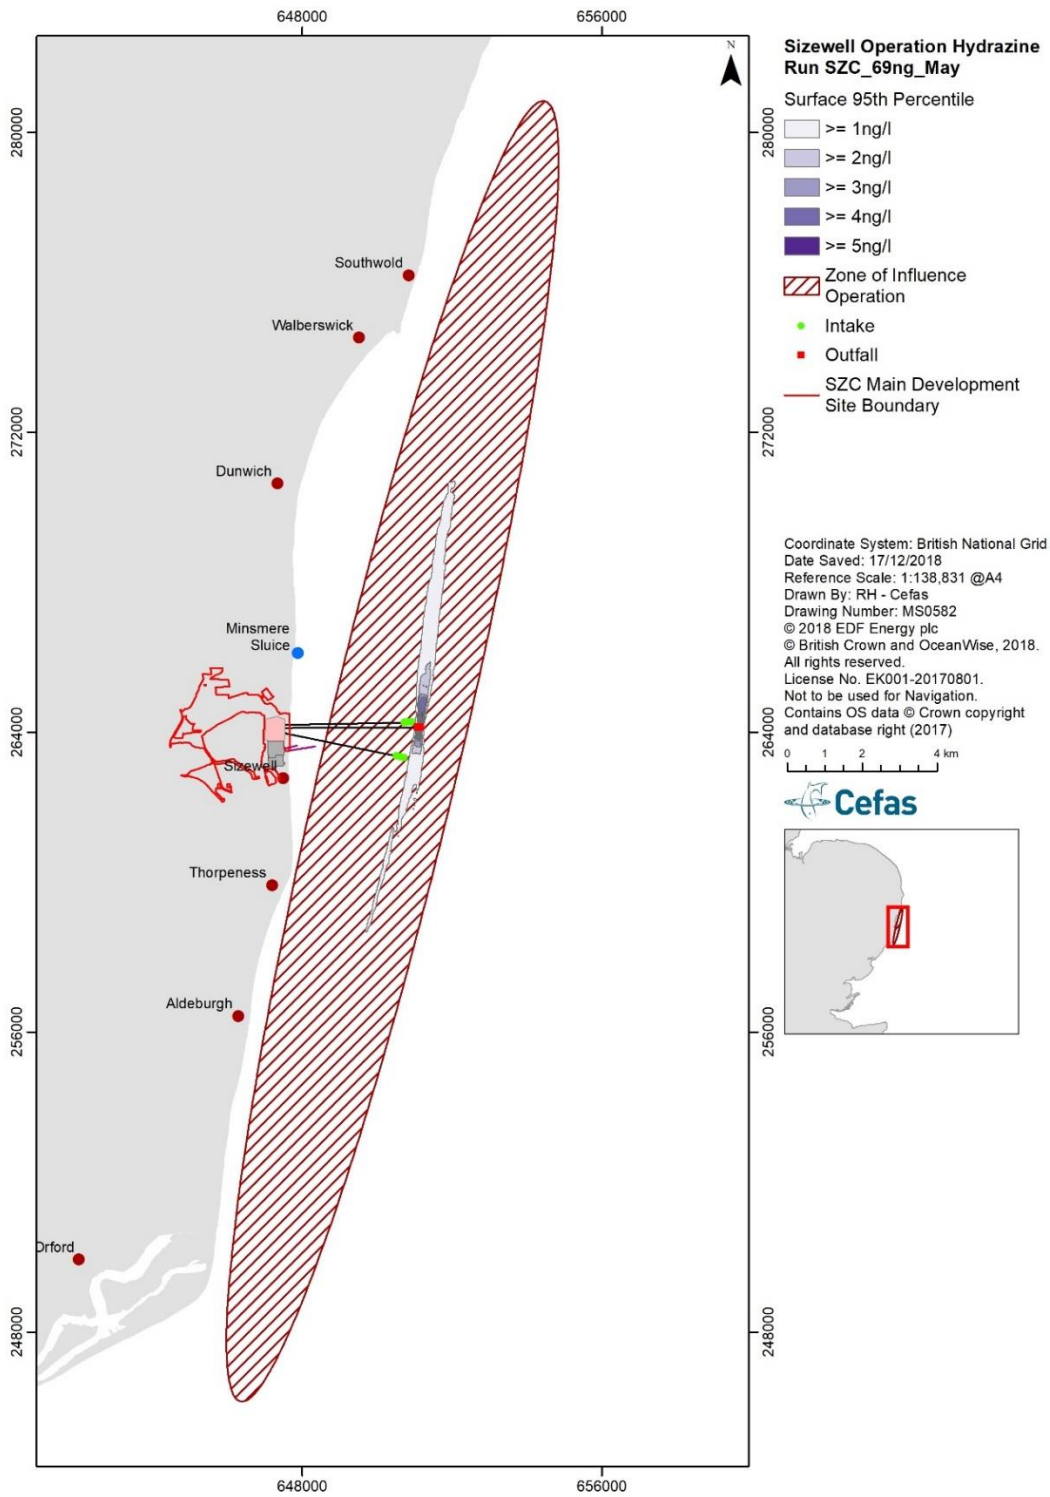 648000
656000
Sizewell Operation Hydrazine
Run SZC_69ng_May
Surface 95th Percentile
>= 1ng/l
>= 2ng/l
>= 3ng/l
>= 4ng/l
>= 5ng/l
Zone of Influence
Operation
Intake
Outfall
SZC Main Development
Site Boundary
N
280000
280000
Southwold
Walberswick
272000
272000
Dunwich
Minsmere
Sluice
264000
264000
Sizewell
Thorpeness
Aldeburgh
256000
256000
Orford
248000
248000
648000
656000
Coordinate System: British National Grid
Date Saved: 17/12/2018
Reference Scale: 1:138,831 @A4
Drawn By: RH - Cefas
Drawing Number: MS0582
© 2018 EDF Energy plc
© British Crown and OceanWise, 2018.
All rights reserved.
License No. EK001-20170801.
Not to be used for Navigation.
Contains OS data © Crown copyright
and database right (2017)
0 1 2 4 km
Cefas